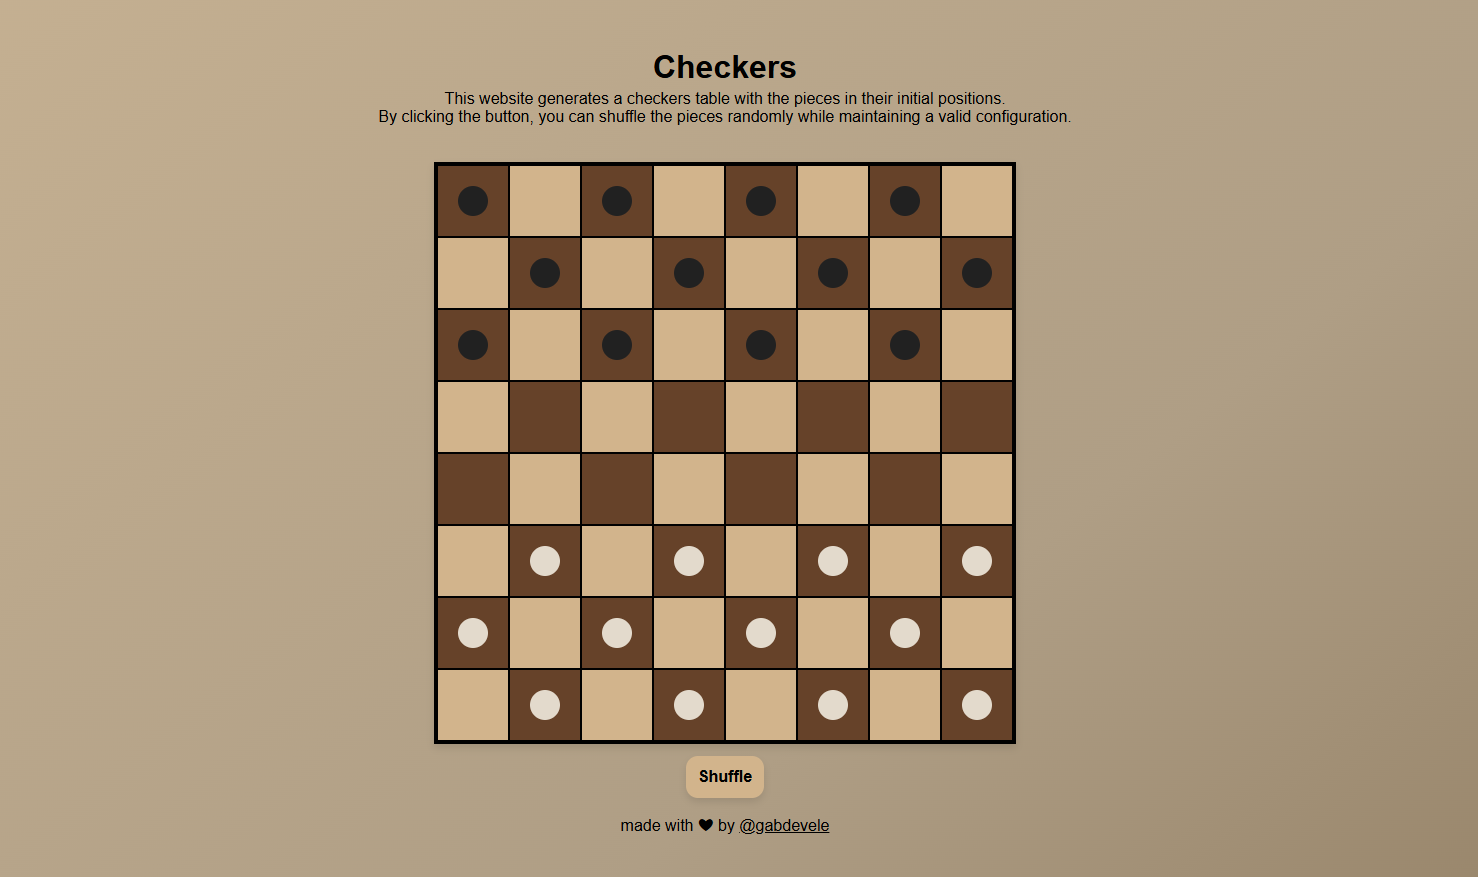 Checkers
This website generates a checkers table with the pieces in their initial positions.
By clicking the button, you can shuffle the pieces randomly while maintaining a valid configuration.
Shuffle
made with ♥ by @gabdevele